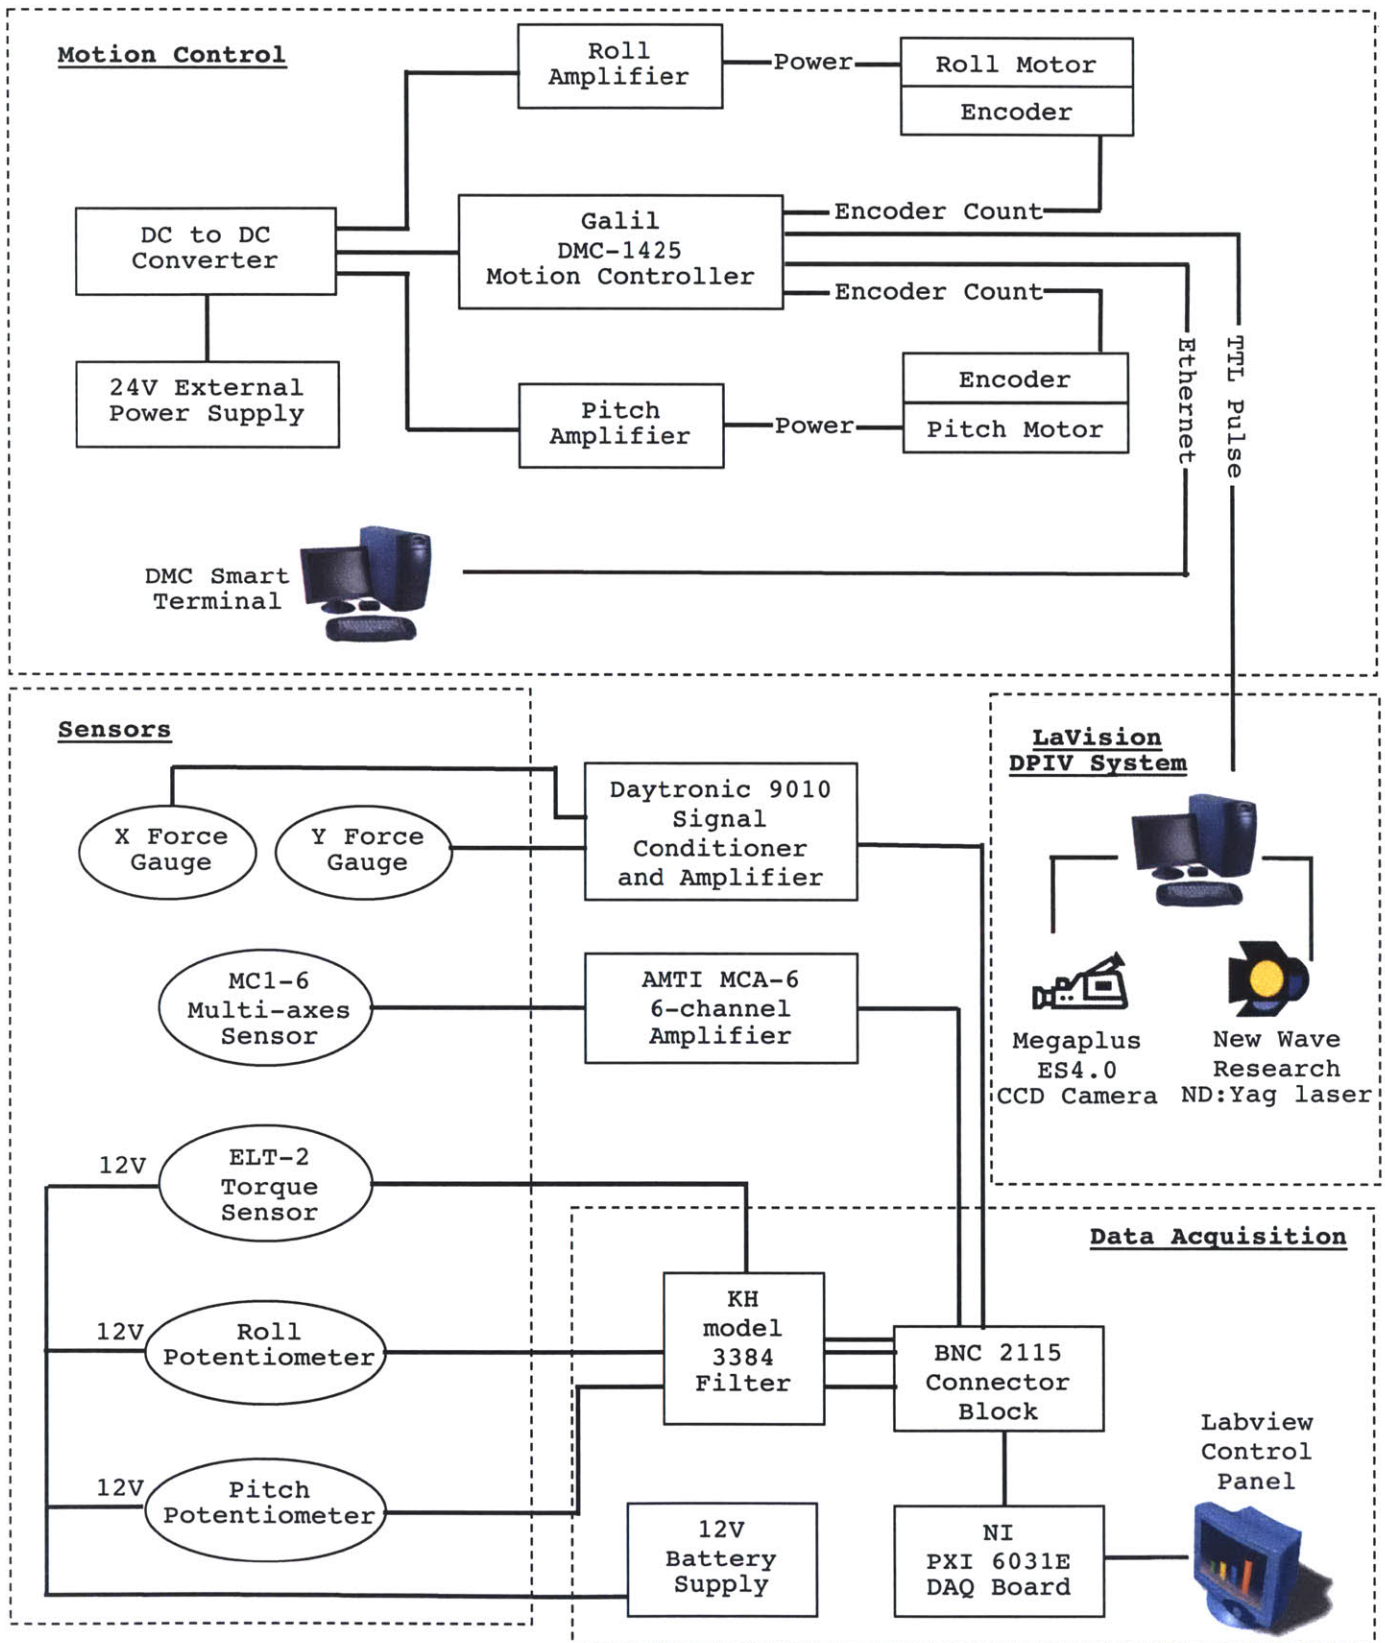 Motion Control
Roll
Amplifier
Power
Roll Motor
Encoder
Encoder Count
DC to DC
Converter
Galil
DMC-1425
Motion Controller
Encoder Count
24V External
Power Supply
Pitch
Amplifier
Power
Encoder
Pitch Motor
Ethernet
TTL Pulse
DMC Smart
Terminal
Sensors
X Force
Gauge
Y Force
Gauge
Daytronic 9010
Signal
Conditioner
and Amplifier
LaVision
DPIV System
MC1-6
Multi-axes
Sensor
AMTI MCA-6
6-channel
Amplifier
Megaplus
ES4.0
CCD Camera
New Wave
Research
ND:Yag laser
12V
ELT-2
Torque
Sensor
Data Acquisition
12V
Roll
Potentiometer
KH
model
3384
Filter
BNC 2115
Connector
Block
12V
Pitch
Potentiometer
12V
Battery
Supply
NI
PXI 6031E
DAQ Board
Labview
Control
Panel